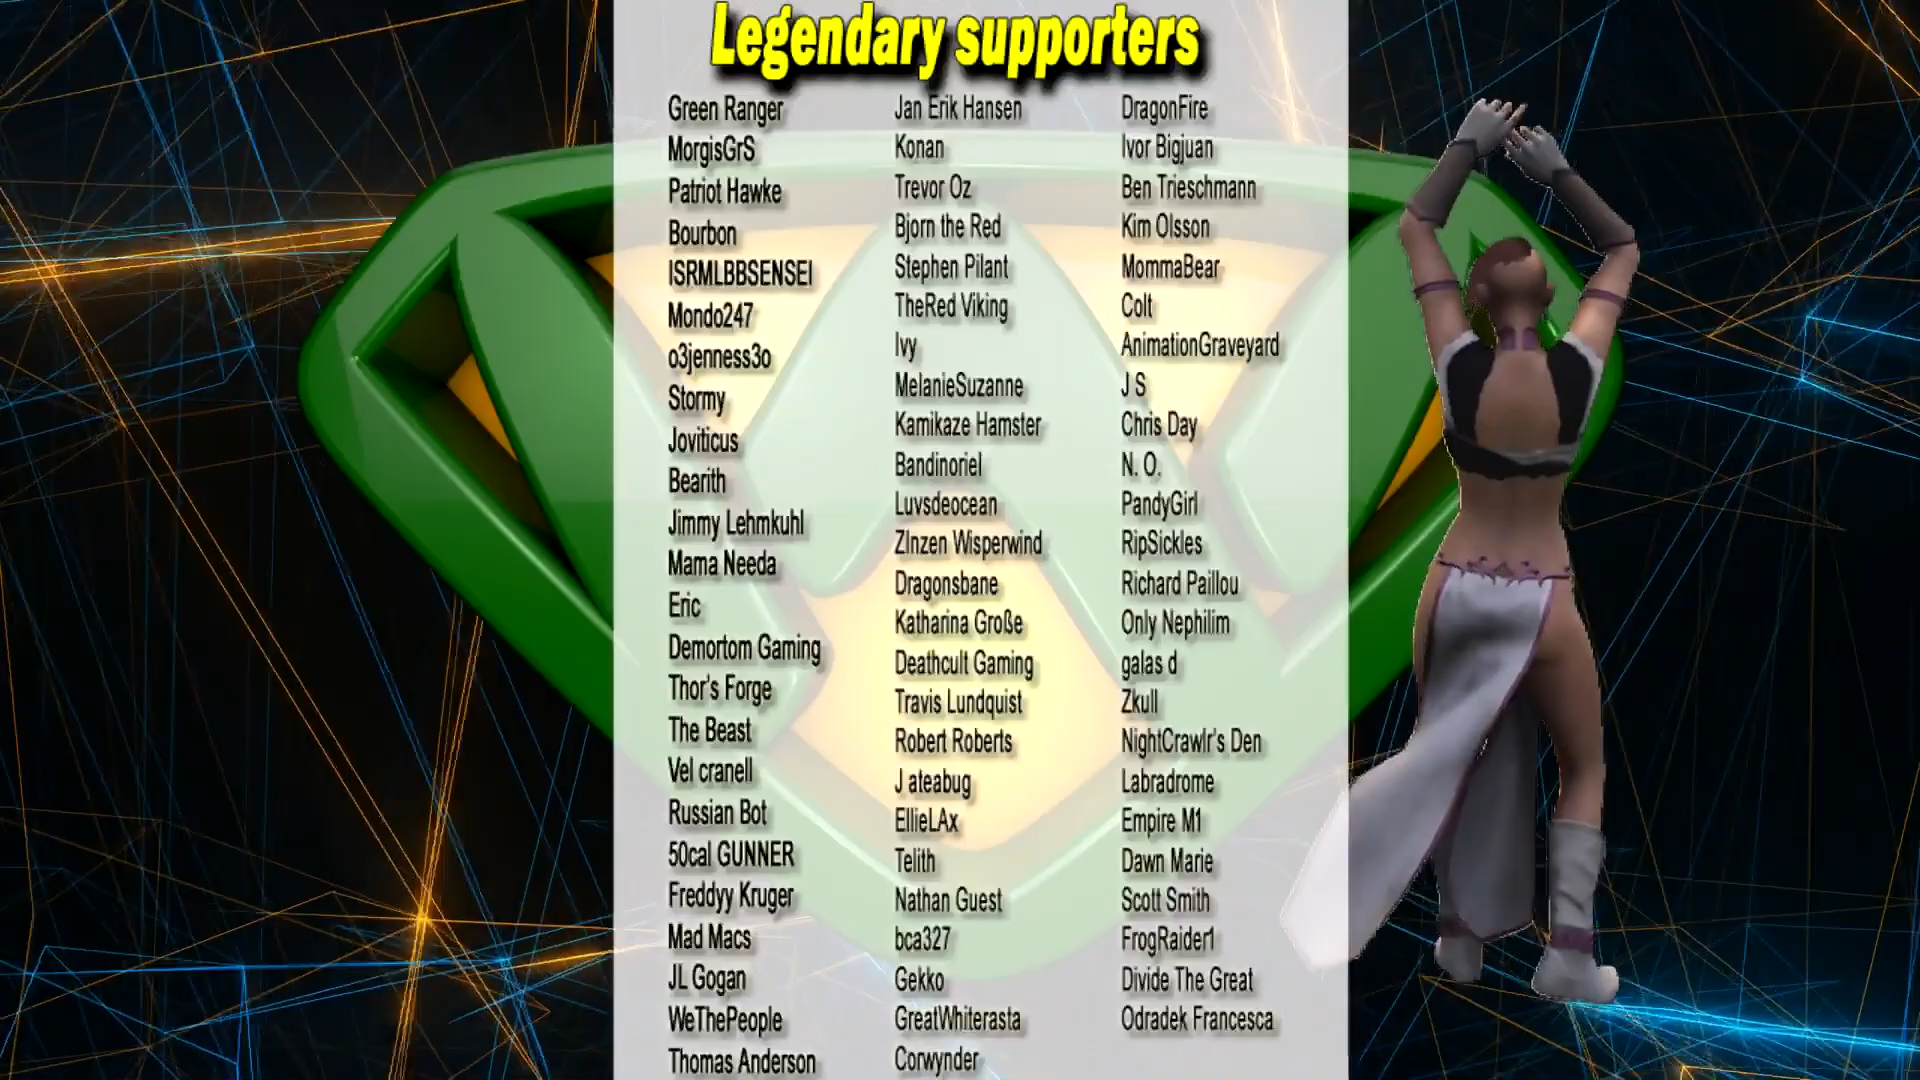 Legendary supporters
Green Ranger
MorgisGrS
Patriot Hawke
Bourbon
ISRMLBBSENSEI
Mondo247
o3jenness3o
Stormy
Joviticus
Bearith
Jimmy Lehmkuhl
Mama Needa
Eric
Demortom Gaming
Thor's Forge
The Beast
Vel cranell
Russian Bot
50cal GUNNER
Freddyy Kruger
Mad Macs
JL Gogan
WeThePeople
Thomas Anderson
Jan Erik Hansen
Konan
Trevor Oz
Bjorn the Red
Stephen Pilant
TheRed Viking
Ivy
MelanieSuzanne
Kamikaze Hamster
Bandinoriel
Luvsdeocean
ZInzen Wisperwind
Dragonsbane
Katharina Große
Deathcult Gaming
Travis Lundquist
Robert Roberts
J ateabug
EllieLAx
Telith
Nathan Guest
bca327
Gekko
GreatWhiterasta
Corwynder
DragonFire
Ivor Bigjuan
Ben Trieschmann
Kim Olsson
MommaBear
Colt
AnimationGraveyard
J S
Chris Day
N. O.
PandyGirl
RipSickles
Richard Paillou
Only Nephilim
galas d
Zkull
NightCrawlr's Den
Labradrome
Empire M1
Dawn Marie
Scott Smith
FrogRaider1
Divide The Great
Odradek Francesca